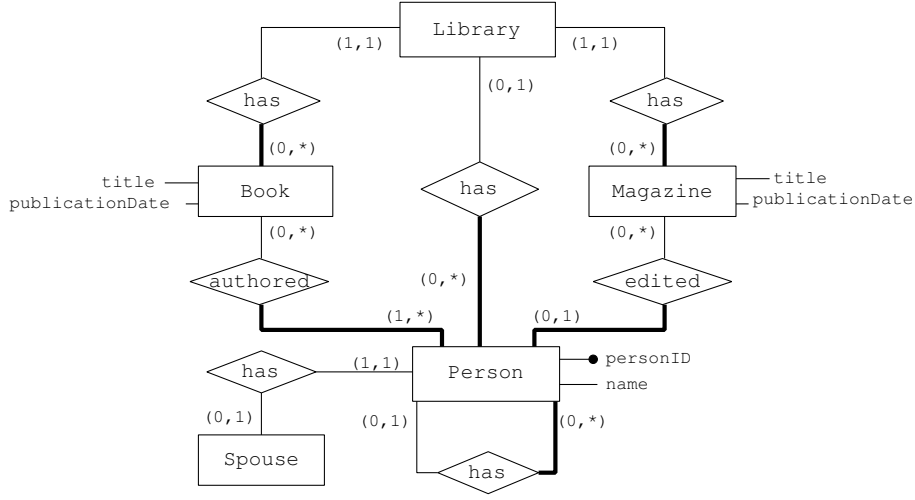 Library
(1,1)
(1,1)
(0,1)
has
has
(0,*)
(0,*)
title
publicationDate
Book
has
Magazine
title
publicationDate
(0,*)
(0,*)
authored
(0,*)
edited
(1,*)
(0,1)
has
(1,1)
Person
personID
name
(0,1)
(0,1)
(0,*)
Spouse
has